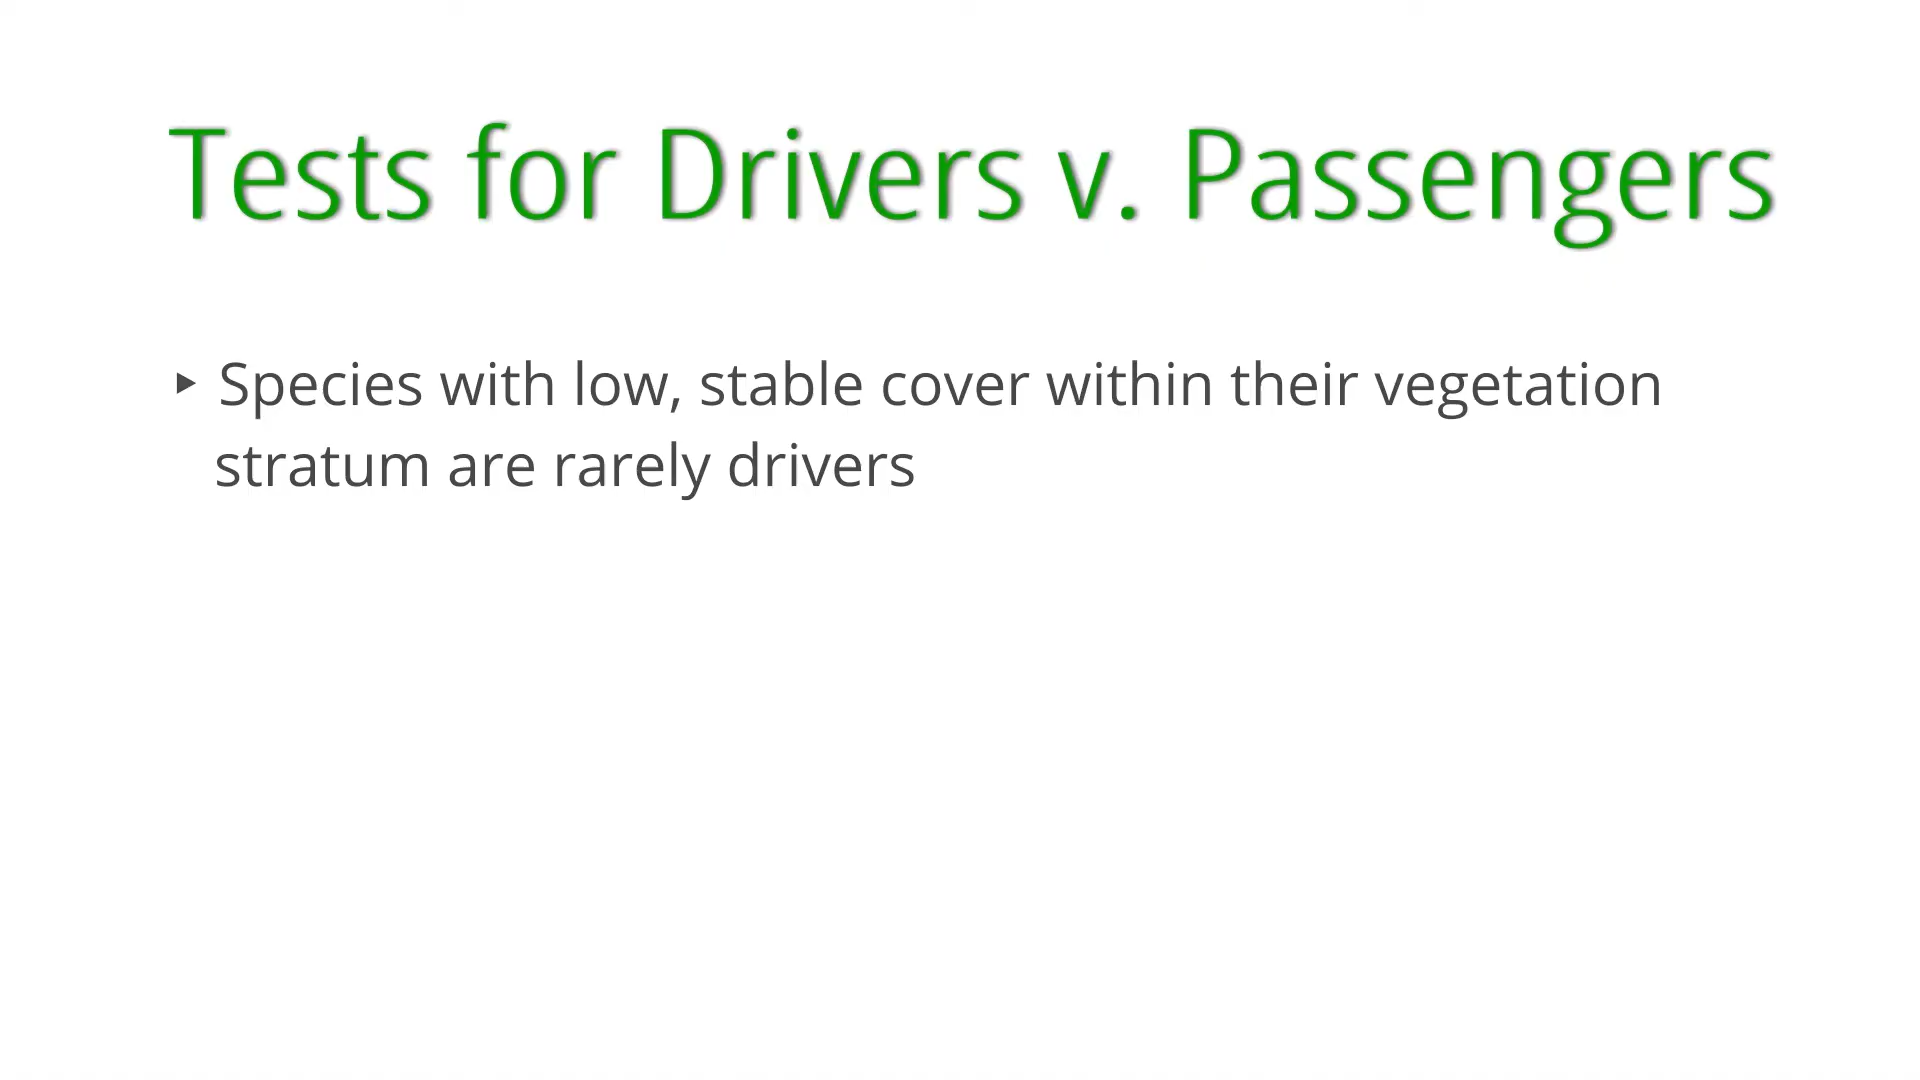 Tests for Drivers v. Passengers
‣ Species with low, stable cover within their vegetation
stratum are rarely drivers